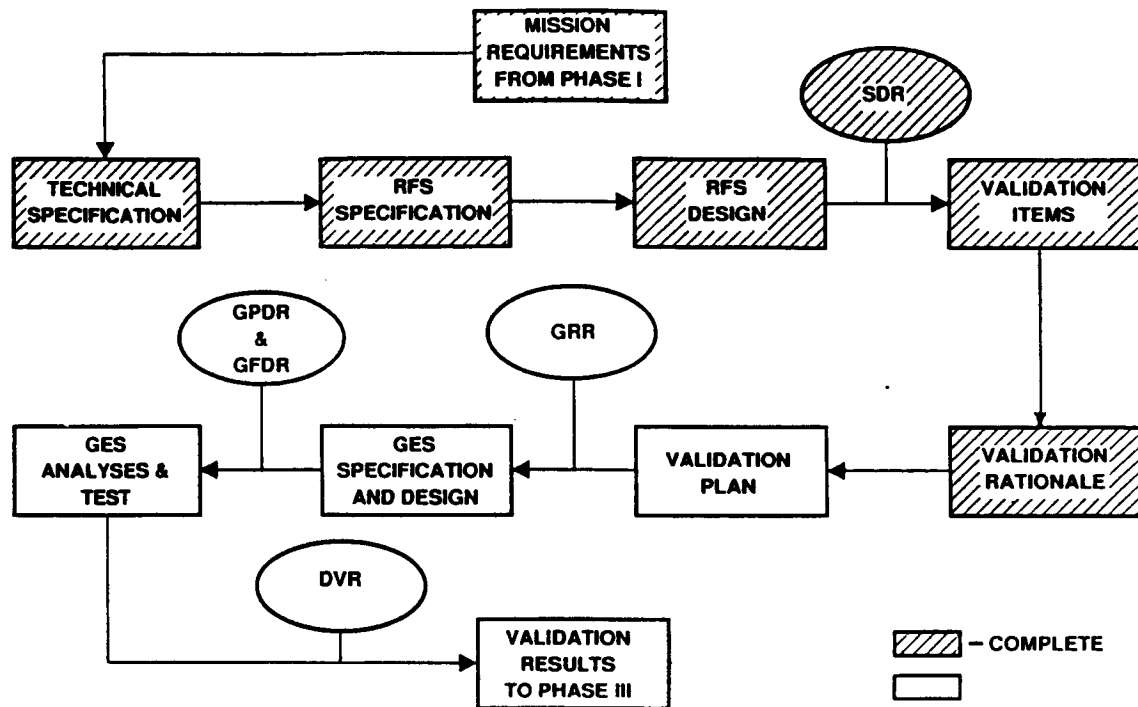 MISSION
REQUIREMENTS
FROM PHASE I
SDR
TECHNICAL
SPECIFICATION
RFS
SPECIFICATION
RFS
DESIGN
VALIDATION
ITEMS
GPDR
&
GFDR
GRR
GES
ANALYSES &
TEST
GES
SPECIFICATION
AND DESIGN
VALIDATION
PLAN
VALIDATION
RATIONALE
DVR
VALIDATION
RESULTS
TO PHASE III
– COMPLETE